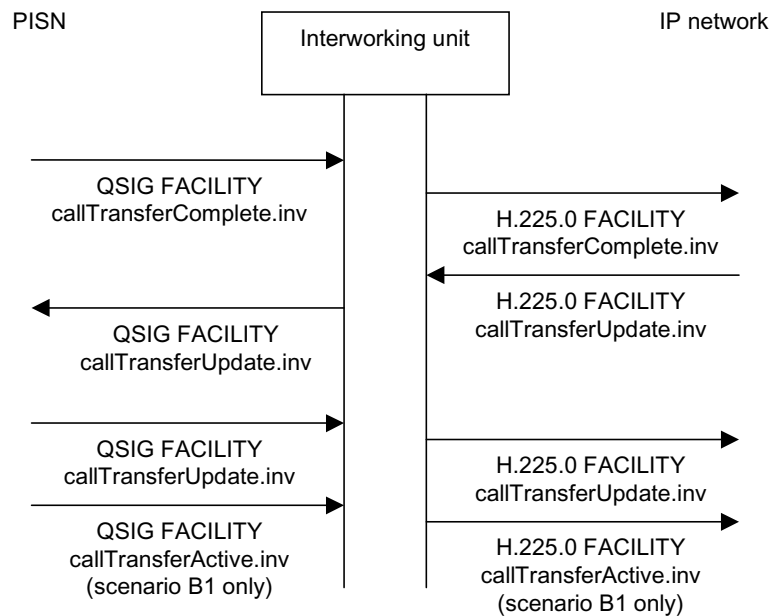 PISN
Interworking unit
IP network
QSIG FACILITY
callTransferComplete.inv
H.225.0 FACILITY
callTransferComplete.inv
H.225.0 FACILITY
callTransferUpdate.inv
QSIG FACILITY
callTransferUpdate.inv
QSIG FACILITY
callTransferUpdate.inv
H.225.0 FACILITY
callTransferUpdate.inv
QSIG FACILITY
callTransferActive.inv
(scenario B1 only)
H.225.0 FACILITY
callTransferActive.inv
(scenario B1 only)